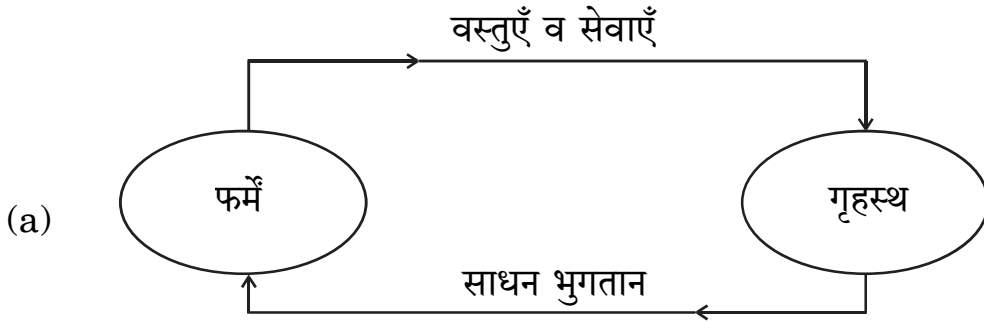 वस्तुएँ व सेवाएँ
फर्में
गृहस्थ
(a)
साधन भुगतान